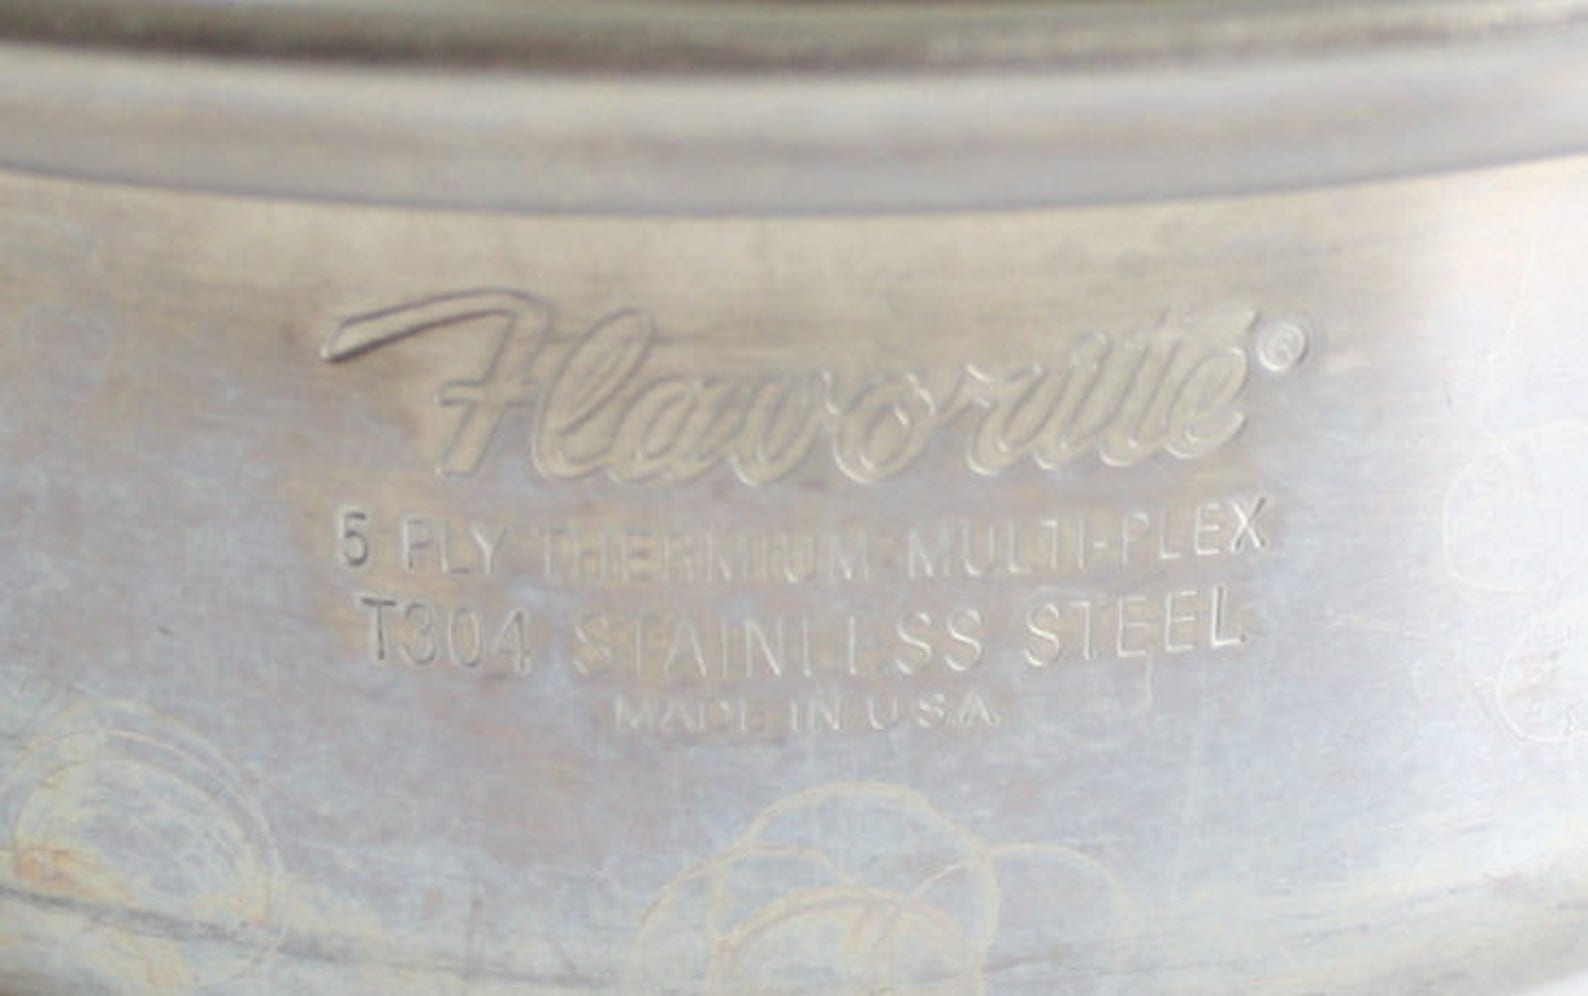 Flavorite®
5 PLY THERMIUM MULTI-PLEX
T304 STAINLESS STEEL
MADE IN U.S.A.